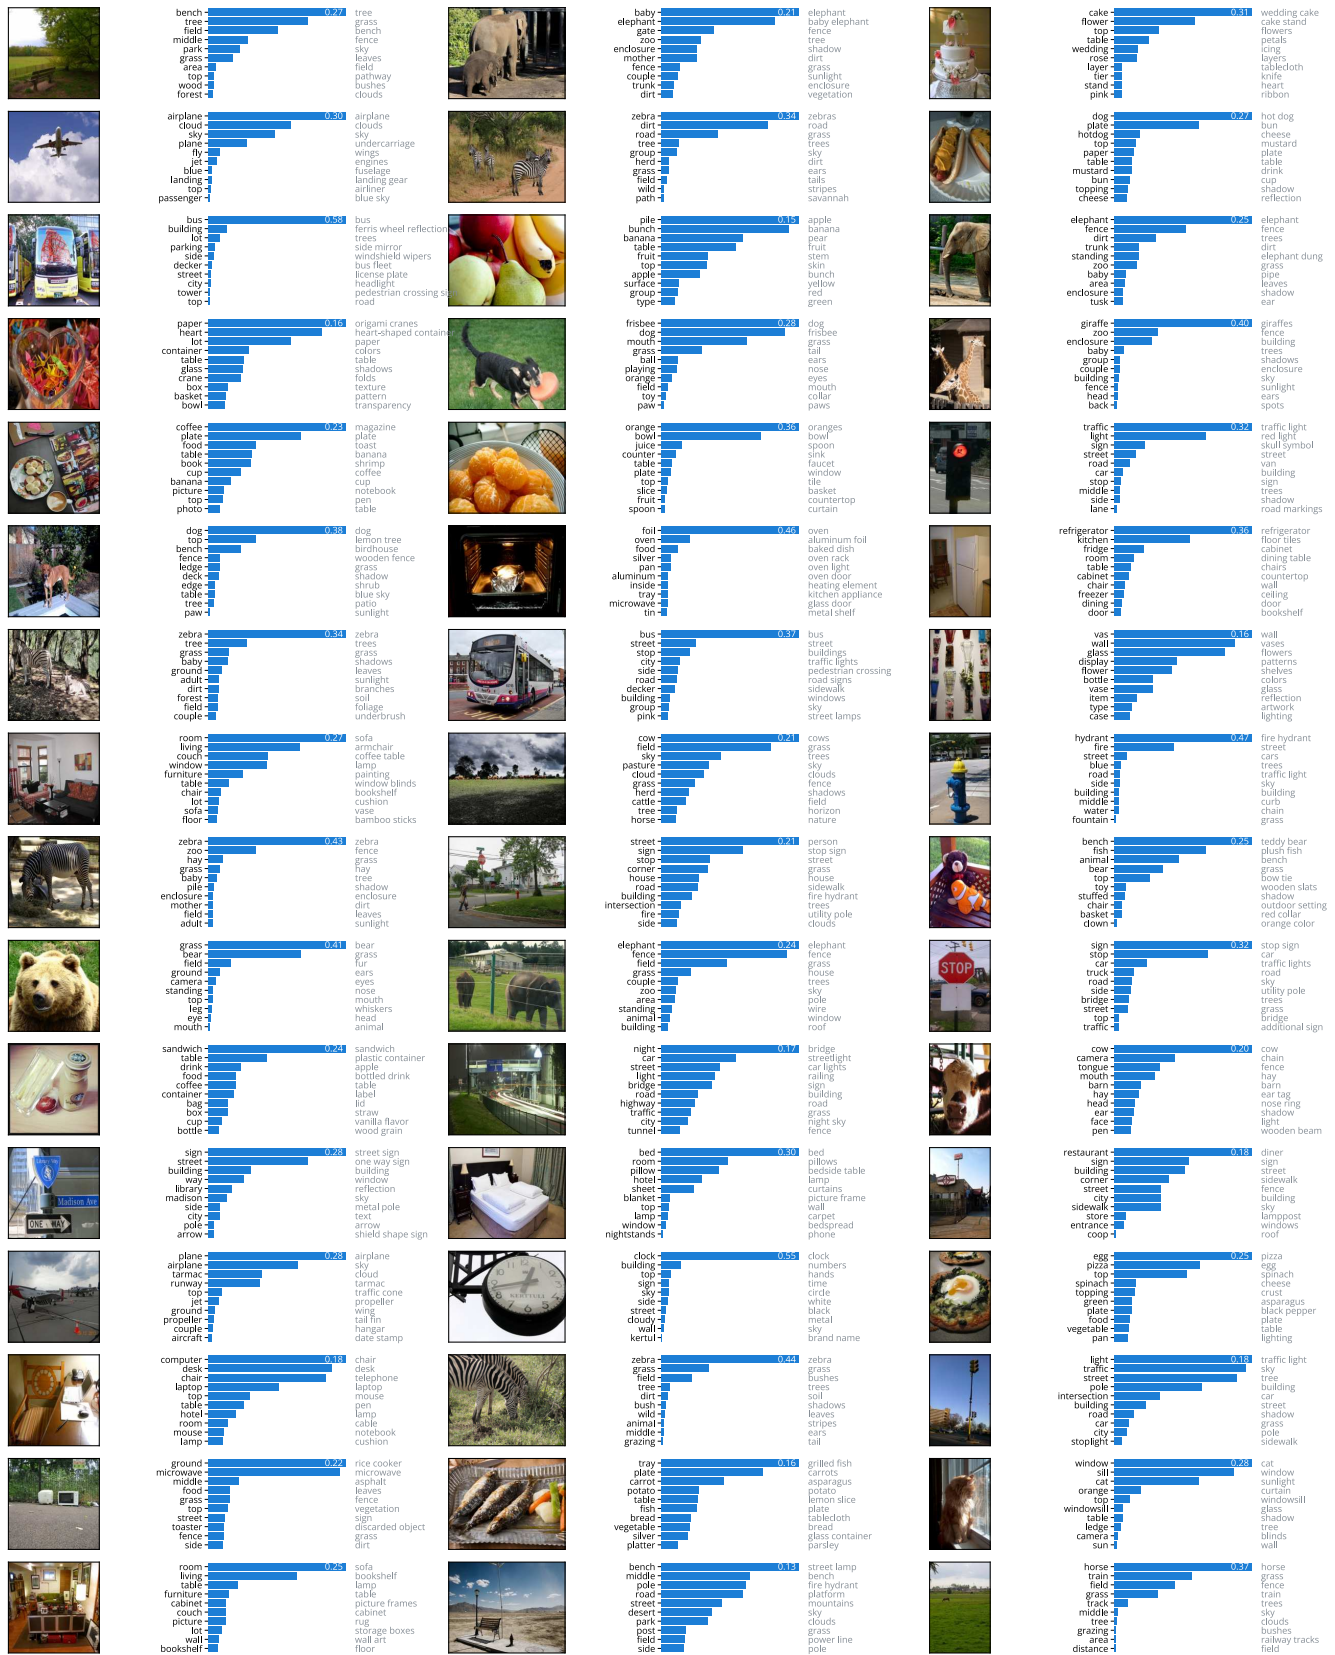 bench 0.27 tree
tree grass
field bench
middle fence
park sky
grass leaves
area field
top pathway
wood bushes
forest clouds
baby 0.21 elephant
elephant baby elephant
gate fence
zoo tree
enclosure shadow
mother dirt
fence grass
couple sunlight
trunk enclosure
dirt vegetation
cake 0.31 wedding cake
flower cake stand
top flowers
table petals
wedding icing
rose layers
layer tablecloth
tier knife
stand heart
pink ribbon
airplane 0.30 airplane
cloud clouds
sky sky
plane undercarriage
fly wings
jet engines
blue fuselage
landing landing gear
top airliner
passenger blue sky
zebra 0.34 zebras
dirt road
road grass
tree trees
group sky
herd dirt
grass ears
field tails
wild stripes
path savannah
dog 0.27 hot dog
plate bun
hotdog cheese
top mustard
paper plate
table table
mustard drink
bun cup
topping shadow
cheese reflection
bus 0.58 bus
building ferris wheel reflection
lot trees
parking side mirror
side windshield wipers
decker bus fleet
street license plate
city headlight
tower pedestrian crossing si
top road
pile 0.15 apple
bunch banana
banana pear
table fruit
fruit stem
top skin
apple bunch
surface yellow
group red
type green
elephant 0.25 elephant
fence fence
dirt trees
trunk dirt
standing elephant dung
zoo grass
baby pipe
area leaves
enclosure shadow
tusk ear
paper 0.16 origami cranes
heart heart-shaped container
lot paper
container colors
table table
glass shadows
crane folds
box texture
basket pattern
bowl transparency
frisbee 0.28 dog
dog frisbee
mouth grass
grass tail
ball ears
playing nose
orange eyes
field mouth
toy collar
paw paws
giraffe 0.40 giraffes
zoo fence
enclosure building
baby trees
group shadows
couple enclosure
building sky
fence sunlight
head ears
back spots
coffee 0.23 magazine
plate plate
food toast
table banana
book shrimp
cup coffee
banana cup
picture notebook
top pen
photo table
orange 0.36 oranges
bowl bowl
juice spoon
counter sink
table faucet
plate window
top tile
slice basket
fruit countertop
spoon curtain
traffic 0.32 traffic light
light red light
sign skull symbol
street street
road van
car building
stop sign
middle trees
side shadow
lane road markings
dog 0.38 dog
top lemon tree
bench birdhouse
fence wooden fence
ledge grass
deck shadow
edge shrub
table blue sky
tree patio
paw sunlight
foil 0.46 oven
oven aluminum foil
food baked dish
silver oven rack
pan oven light
aluminum oven door
inside heating element
tray kitchen appliance
microwave glass door
tin metal shelf
refrigerator 0.36 refrigerator
kitchen floor tiles
fridge cabinet
room dining table
table chairs
cabinet countertop
chair wall
freezer ceiling
dining door
door bookshelf
zebra 0.34 zebra
tree trees
grass grass
baby shadows
ground leaves
adult sunlight
dirt branches
forest soil
field foliage
couple underbrush
bus 0.37 bus
street street
stop buildings
city traffic lights
side pedestrian crossing
road road signs
decker sidewalk
building windows
group sky
pink street lamps
vas 0.16 wall
wall vases
glass flowers
display patterns
flower shelves
bottle colors
vase glass
item reflection
type artwork
case lighting
room 0.27 sofa
living armchair
couch coffee table
window lamp
furniture painting
table window blinds
chair bookshelf
lot cushion
sofa vase
floor bamboo sticks
cow 0.21 cows
field grass
sky trees
pasture sky
cloud clouds
grass fence
herd shadows
cattle field
tree horizon
horse nature
hydrant 0.47 fire hydrant
fire street
street cars
blue trees
road traffic light
side sky
building building
middle curb
water chain
fountain grass
zebra 0.43 zebra
zoo fence
hay grass
grass hay
baby tree
pile shadow
enclosure enclosure
mother dirt
field leaves
adult sunlight
street 0.21 person
sign stop sign
stop street
corner grass
house house
road sidewalk
building fire hydrant
intersection trees
fire utility pole
side clouds
bench 0.25 teddy bear
fish plush fish
animal bench
bear grass
top bow tie
toy wooden slats
stuffed shadow
chair outdoor setting
basket red collar
clown orange color
grass 0.41 bear
bear grass
field fur
ground ears
camera eyes
standing nose
top mouth
leg whiskers
eye head
mouth animal
elephant 0.24 elephant
fence fence
field grass
grass house
couple trees
zoo sky
area pole
standing wire
animal window
building roof
STOP
sign 0.32 stop sign
stop car
car traffic lights
truck road
road sky
side utility pole
bridge trees
street grass
top bridge
traffic additional sign
sandwich 0.24 sandwich
table plastic container
drink apple
food bottled drink
coffee table
container label
bag lid
box straw
cup vanilla flavor
bottle wood grain
night 0.17 bridge
car streetlight
street car lights
light railing
bridge sign
road building
highway road
traffic grass
city night sky
tunnel fence
cow 0.20 cow
camera chain
tongue fence
mouth hay
barn barn
hay ear tag
head nose ring
ear shadow
face light
pen wooden beam
Madison Ave
ONE WAY
sign 0.28 street sign
street one way sign
building building
way window
library reflection
madison sky
side metal pole
city text
pole arrow
arrow shield shape sign
bed 0.30 bed
room pillows
pillow bedside table
hotel lamp
sheet curtains
blanket picture frame
top wall
lamp carpet
window bedspread
nightstands phone
restaurant 0.18 diner
sign sign
building street
corner sidewalk
street fence
city building
sidewalk sky
store lamppost
entrance windows
coop roof
plane 0.28 airplane
airplane sky
tarmac cloud
runway tarmac
top traffic cone
jet propeller
ground wing
propeller tail fin
couple hangar
aircraft date stamp
KERTULI
clock 0.55 clock
building numbers
top hands
sign time
sky circle
side white
street black
cloudy metal
wall sky
kertul brand name
egg 0.25 pizza
pizza egg
top spinach
spinach cheese
topping crust
green asparagus
plate black pepper
food plate
vegetable table
pan lighting
computer 0.18 chair
desk desk
chair telephone
laptop laptop
top mouse
table pen
hotel lamp
room cable
mouse notebook
lamp cushion
zebra 0.44 zebra
grass grass
field bushes
tree trees
dirt soil
bush shadows
wild leaves
animal stripes
middle ears
grazing tail
light 0.18 traffic light
traffic sky
street tree
pole building
intersection car
building street
road shadow
car grass
city pole
stoplight sidewalk
ground 0.22 rice cooker
microwave microwave
middle asphalt
food leaves
grass fence
top vegetation
street sign
toaster discarded object
fence grass
side dirt
tray 0.16 grilled fish
plate carrots
carrot asparagus
potato potato
table lemon slice
fish plate
bread tablecloth
vegetable bread
silver glass container
platter parsley
window 0.28 cat
sill window
cat sunlight
orange curtain
top windowsill
windowsill glass
table shadow
ledge tree
camera blinds
sun wall
room 0.25 sofa
living bookshelf
table lamp
furniture table
cabinet picture frames
couch cabinet
picture rug
lot storage boxes
wall wall art
bookshelf floor
bench 0.13 street lamp
middle bench
pole fire hydrant
road platform
street mountains
desert sky
park clouds
post grass
field power line
side pole
horse 0.37 horse
train grass
field fence
grass train
track trees
middle sky
tree clouds
grazing bushes
area railway tracks
distance field